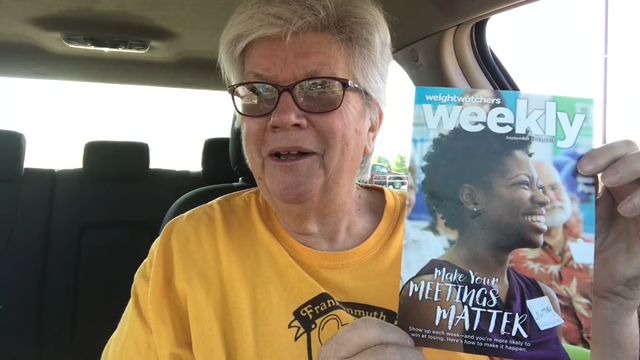 weightwatchers
weekly
Make Your
MEETINGS
MATTER
Show up each week—and you're more likely to
win at losing. Here's how to make it happen.
Frankenmuth